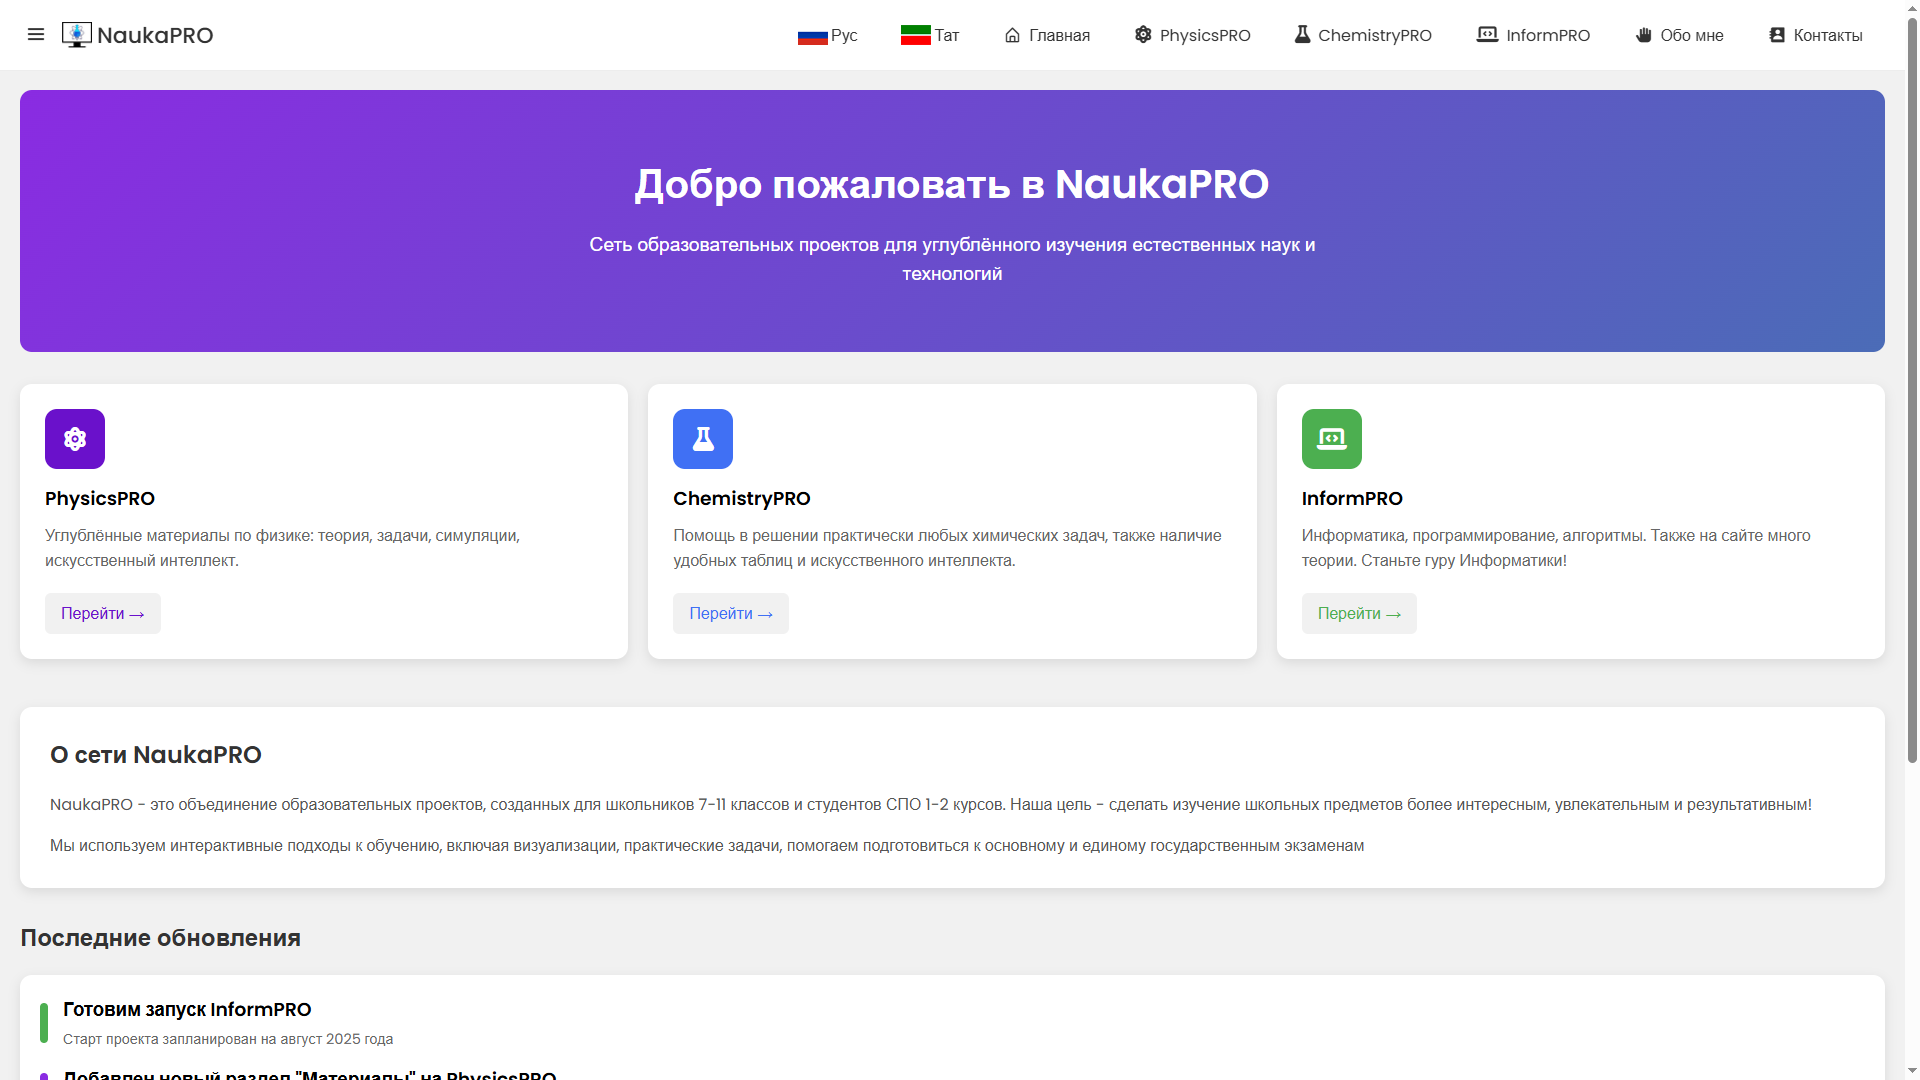 NaukaPRO
Рус
Тат
Главная
PhysicsPRO
ChemistryPRO
InformPRO
Обо мне
Контакты
Добро пожаловать в NaukaPRO
Сеть образовательных проектов для углублённого изучения естественных наук и
технологий
PhysicsPRO
Углублённые материалы по физике: теория, задачи, симуляции,
искусственный интеллект.
Перейти →
ChemistryPRO
Помощь в решении практически любых химических задач, также наличие
удобных таблиц и искусственного интеллекта.
Перейти →
InformPRO
Информатика, программирование, алгоритмы. Также на сайте много
теории. Станьте гуру Информатики!
Перейти →
О сети NaukaPRO
NaukaPRO - это объединение образовательных проектов, созданных для школьников 7-11 классов и студентов СПО 1-2 курсов. Наша цель - сделать изучение школьных предметов более интересным, увлекательным и результативным!
Мы используем интерактивные подходы к обучению, включая визуализации, практические задачи, помогаем подготовиться к основному и единому государственным экзаменам
Последние обновления
Готовим запуск InformPRO
Старт проекта запланирован на август 2025 года
Добавлен новый раздел "Материалы" на PhysicsPRO